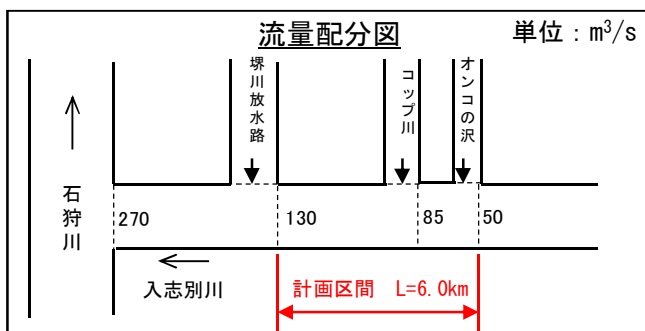 流量配分図
単位：m³/s
堺川放水路
コップ川
オンコの沢
石狩川
270
130
85
50
入志別川
計画区間 L=6.0km